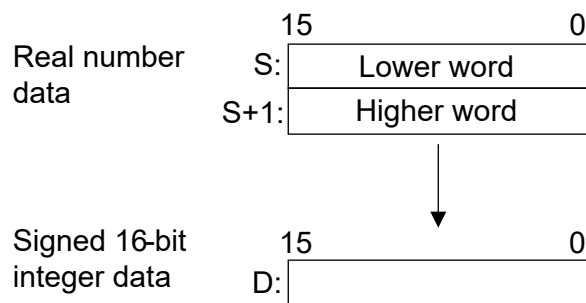 15 0
Real number
data
S: Lower word
S+1: Higher word
15 0
Signed 16-bit
integer data
D: